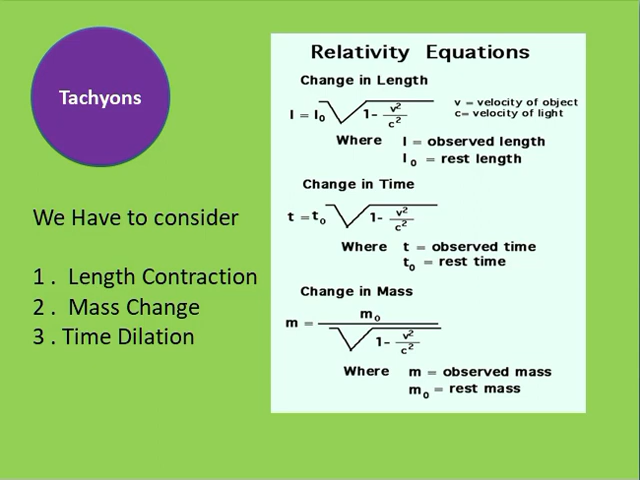 Tachyons
We Have to consider
1 .  Length Contraction
2 .  Mass Change
3 . Time Dilation
Relativity Equations
Change in Length
l = l₀ √ 1- v²/c²
v = velocity of object
c= velocity of light
Where l = observed length
l₀ = rest length
Change in Time
t = t₀ √ 1- v²/c²
Where t = observed time
t₀ = rest time
Change in Mass
m = m₀ / √ 1- v²/c²
Where m = observed mass
m₀ = rest mass